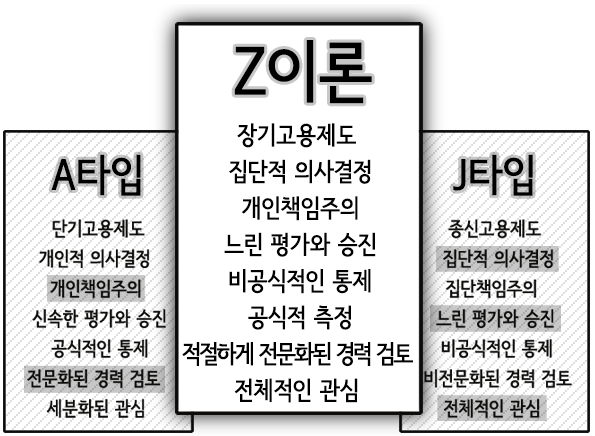 Z이론
장기고용제도
집단적 의사결정
개인책임주의
느린 평가와 승진
비공식적인 통제
공식적 측정
적절하게 전문화된 경력 검토
전체적인 관심
A타입
단기고용제도
개인적 의사결정
개인책임주의
신속한 평가와 승진
공식적인 통제
전문화된 경력 검토
세분화된 관심
J타입
종신고용제도
집단적 의사결정
집단책임주의
느린 평가와 승진
비공식적인 통제
비전문화된 경력 검토
전체적인 관심